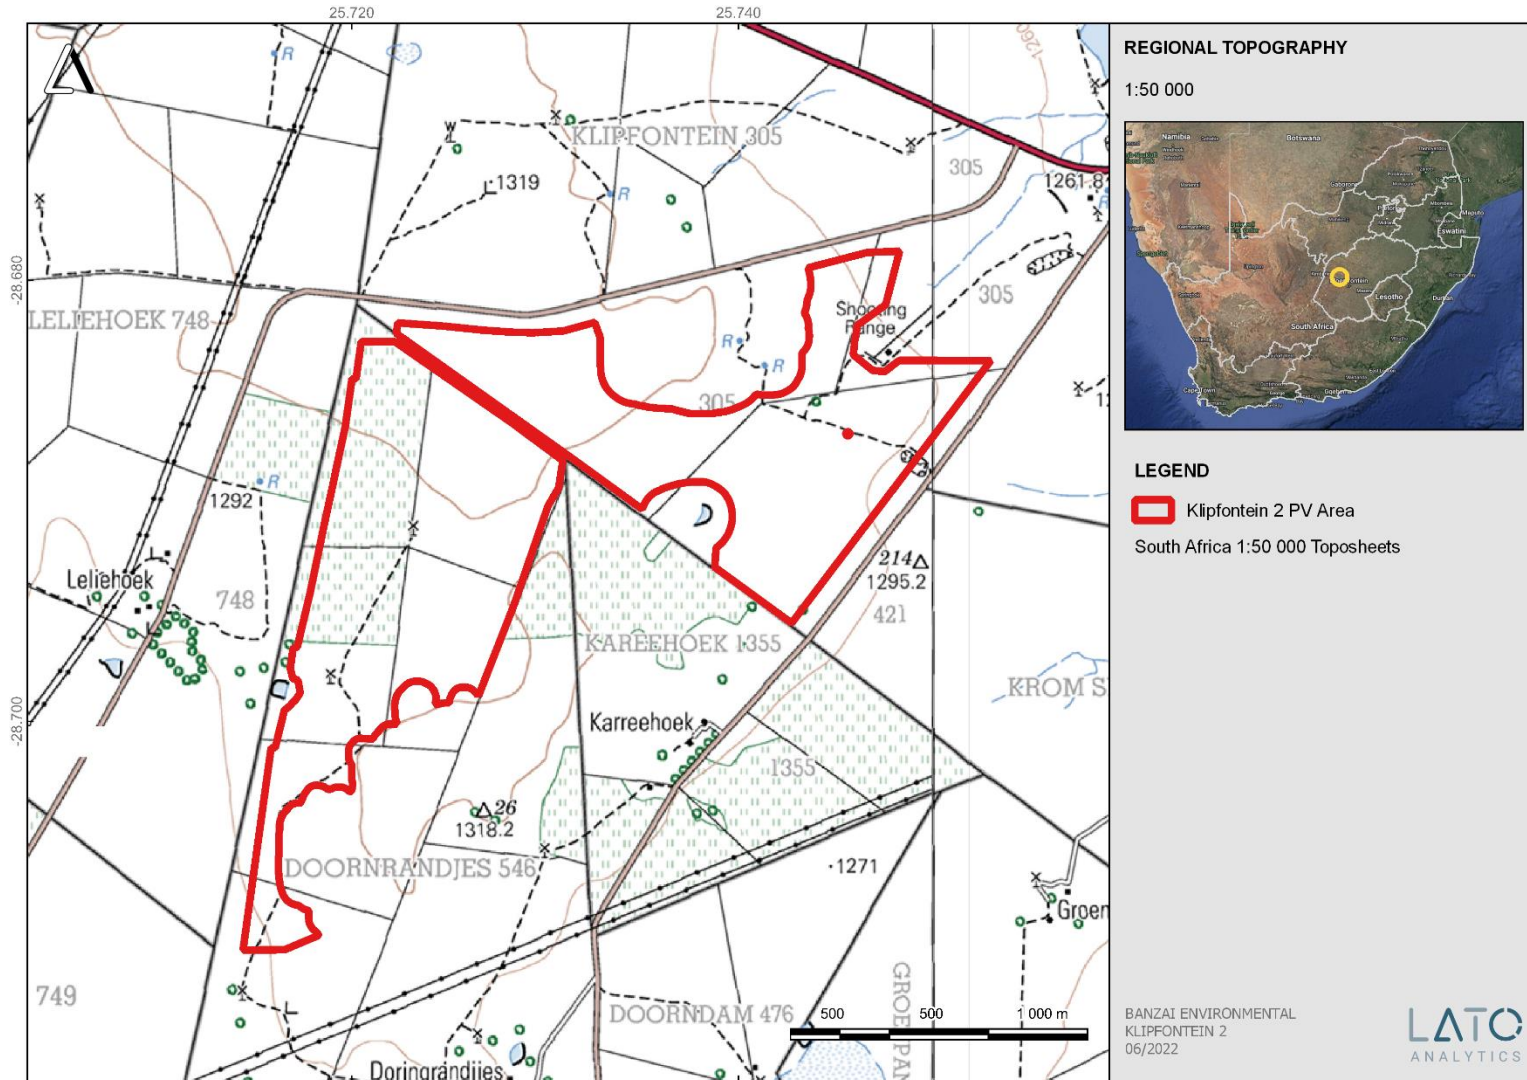 25.720
25.740
-28.680
-28.700
R
KLIPFONTEIN 305
W
1319
R
305
1260
1261.8
R
LELIEHOEK 748
305
Shooting
Range
R
R
305
R
1292
Leliehoek
748
214
1295.2
421
KAREEHOEK 1355
KROM S
Karreehoek
1355
26
1318.2
DOORNRANDJES 546
1271
Groen
749
DOORNDAM 476
GROENPAN
Doringrandjies
500
500
1 000 m
REGIONAL TOPOGRAPHY
1:50 000
Namibia
Botswana
Gaborone
Maputo
Eswatini
Lesotho
South Africa
LEGEND
Klipfontein 2 PV Area
South Africa 1:50 000 Toposheets
BANZAI ENVIRONMENTAL
KLIPFONTEIN 2
06/2022
LATO
ANALYTICS